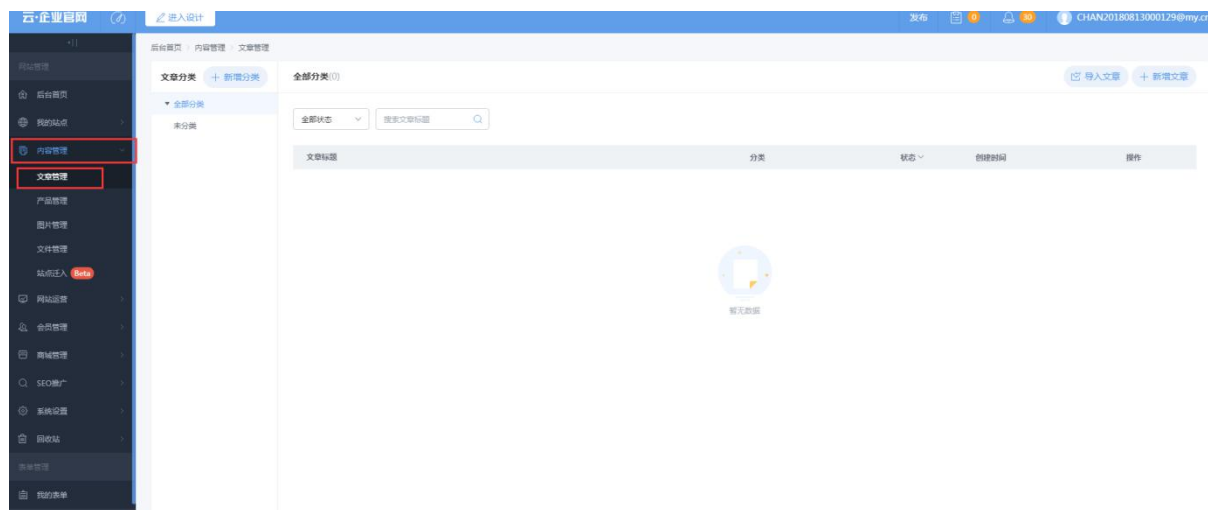 云·企业官网
进入设计
发布
0
30
CHAN20180813000129@my.cn
网站管理
后台首页
我的站点
内容管理
文章管理
产品管理
图片管理
文件管理
站点迁入 Beta
网站运营
会员管理
商城管理
SEO推广
系统设置
回收站
表单管理
我的表单
后台首页 内容管理 文章管理
文章分类 + 新增分类
全部分类
未分类
全部分类(0)
导入文章 + 新增文章
全部状态
搜索文章标题
文章标题 分类 状态 创建时间 操作
暂无数据